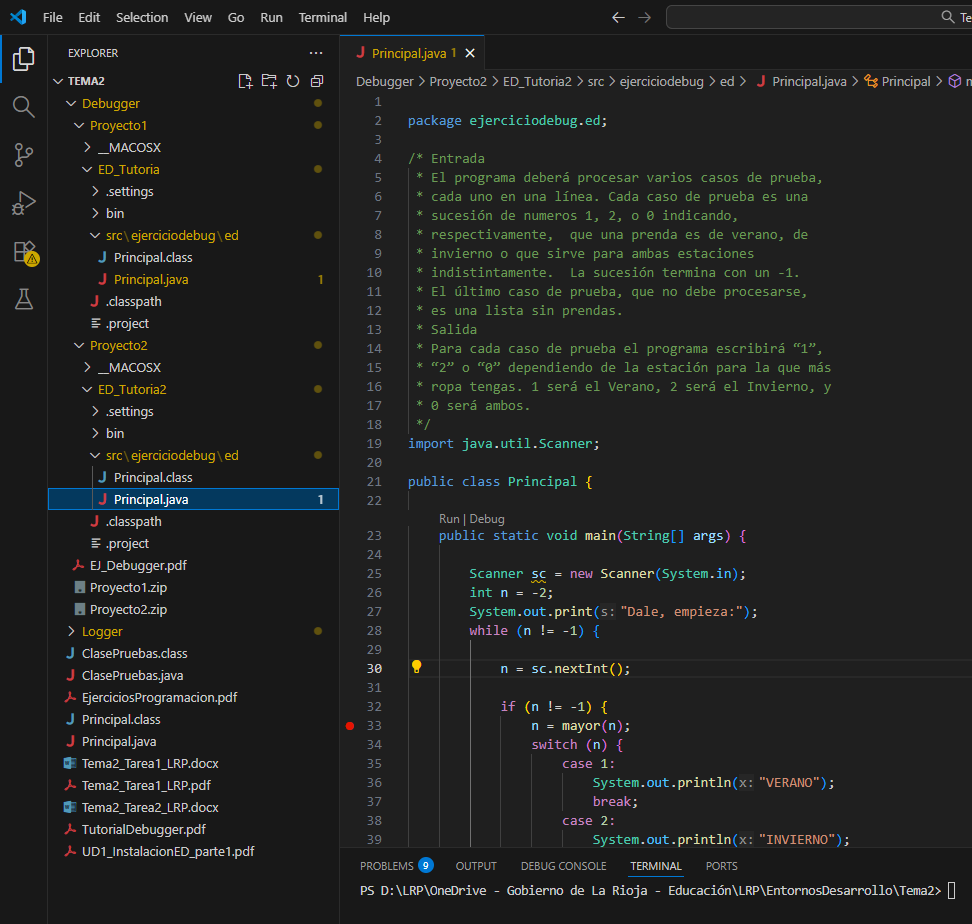 File Edit Selection View Go Run Terminal Help
Te
EXPLORER
TEMA2
Debugger
Proyecto1
__MACOSX
ED_Tutoria
.settings
bin
src\ejerciciodebug\ed
Principal.class
Principal.java 1
.classpath
.project
Proyecto2
__MACOSX
ED_Tutoria2
.settings
bin
src\ejerciciodebug\ed
Principal.class
Principal.java 1
.classpath
.project
EJ_Debugger.pdf
Proyecto1.zip
Proyecto2.zip
Logger
ClasePruebas.class
ClasePruebas.java
EjerciciosProgramacion.pdf
Principal.class
Principal.java
Tema2_Tarea1_LRP.docx
Tema2_Tarea1_LRP.pdf
Tema2_Tarea2_LRP.docx
TutorialDebugger.pdf
UD1_InstalacionED_parte1.pdf
Principal.java 1
Debugger > Proyecto2 > ED_Tutoria2 > src > ejerciciodebug > ed > Principal.java > Principal >
1
2 package ejerciciodebug.ed;
3
4 /* Entrada
5 * El programa deberá procesar varios casos de prueba,
6 * cada uno en una línea. Cada caso de prueba es una
7 * sucesión de numeros 1, 2, o 0 indicando,
8 * respectivamente,  que una prenda es de verano, de
9 * invierno o que sirve para ambas estaciones
10 * indistintamente.  La sucesión termina con un -1.
11 * El último caso de prueba, que no debe procesarse,
12 * es una lista sin prendas.
13 * Salida
14 * Para cada caso de prueba el programa escribirá “1”,
15 * “2” o “0” dependiendo de la estación para la que más
16 * ropa tengas. 1 será el Verano, 2 será el Invierno, y
17 * 0 será ambos.
18 */
19 import java.util.Scanner;
20
21 public class Principal {
22
Run | Debug
23 public static void main(String[] args) {
24
25 Scanner sc = new Scanner(System.in);
26 int n = -2;
27 System.out.print(s: "Dale, empieza:");
28 while (n != -1) {
29
30 n = sc.nextInt();
31
32 if (n != -1) {
33 n = mayor(n);
34 switch (n) {
35 case 1:
36 System.out.println(x: "VERANO");
37 break;
38 case 2:
39 System.out.println(x: "INVIERNO");
PROBLEMS 9 OUTPUT DEBUG CONSOLE TERMINAL PORTS
PS D:\LRP\OneDrive - Gobierno de La Rioja - Educación\LRP\EntornosDesarrollo\Tema2>